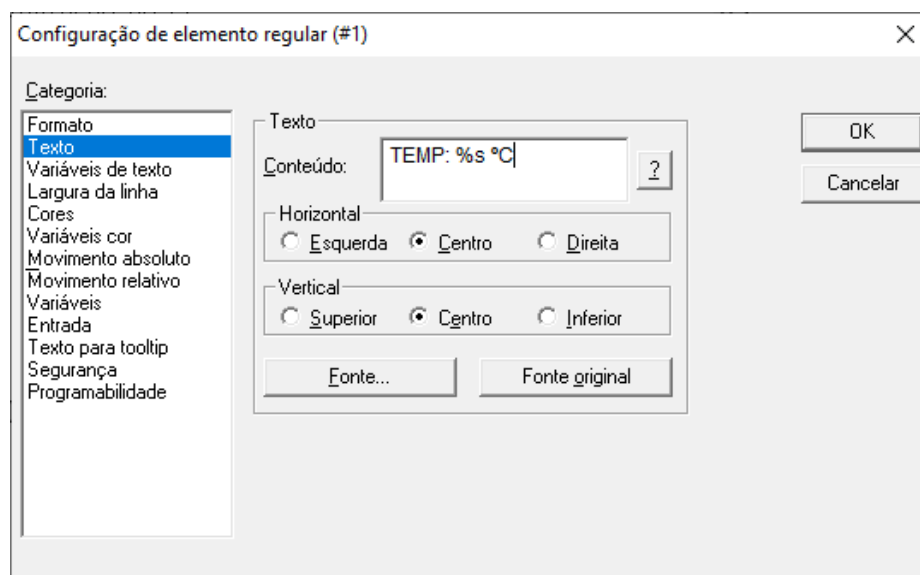 Configuração de elemento regular (#1)
Categoria:
Formato
Texto
Variáveis de texto
Largura da linha
Cores
Variáveis cor
Movimento absoluto
Movimento relativo
Variáveis
Entrada
Texto para tooltip
Segurança
Programabilidade
Texto
Conteúdo:
TEMP: %s ºC
?
Horizontal
Esquerda Centro Direita
Vertical
Superior Centro Inferior
Fonte... Fonte original
OK
Cancelar